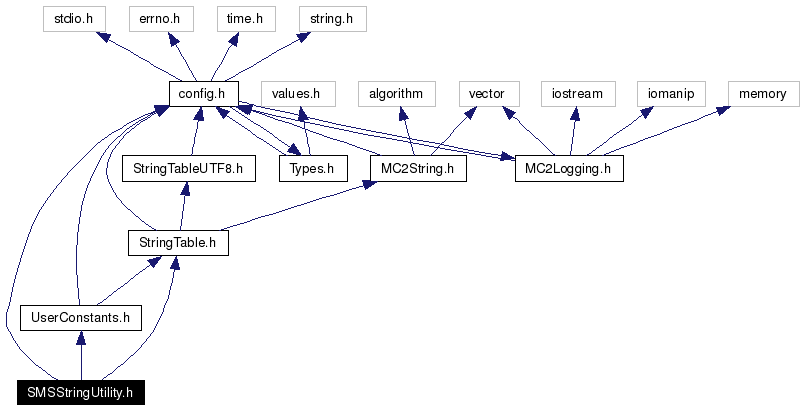 stdio.h
errno.h
time.h
string.h
config.h
values.h
algorithm
vector
iostream
iomanip
memory
StringTableUTF8.h
Types.h
MC2String.h
MC2Logging.h
StringTable.h
UserConstants.h
SMSStringUtility.h